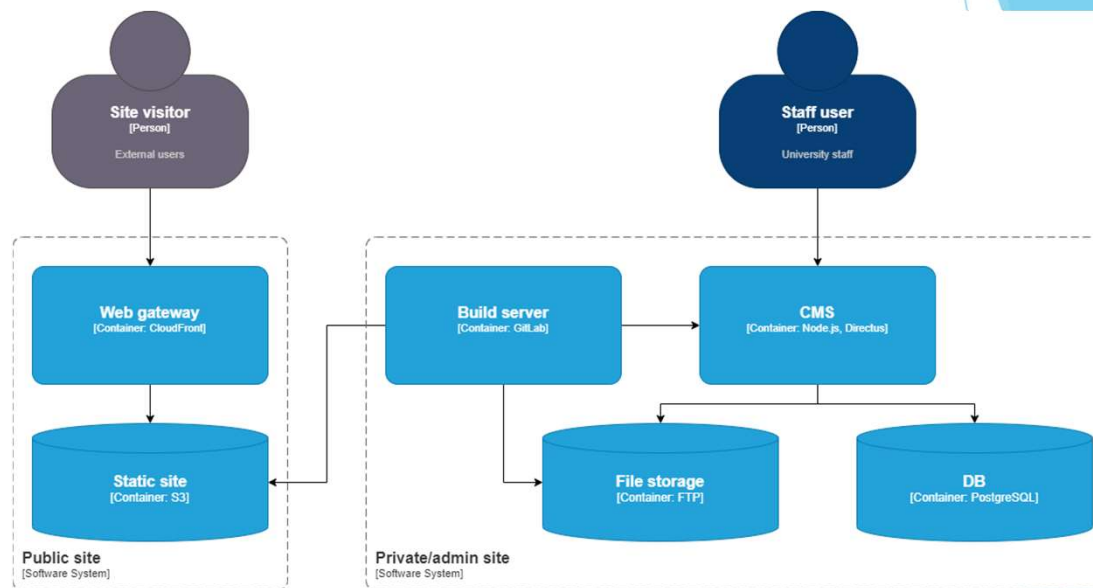 Site visitor
[Person]
External users
Staff user
[Person]
University staff
Web gateway
[Container: CloudFront]
Build server
[Container: GitLab]
CMS
[Container: Node.js, Directus]
Static site
[Container: S3]
File storage
[Container: FTP]
DB
[Container: PostgreSQL]
Public site
[Software System]
Private/admin site
[Software System]